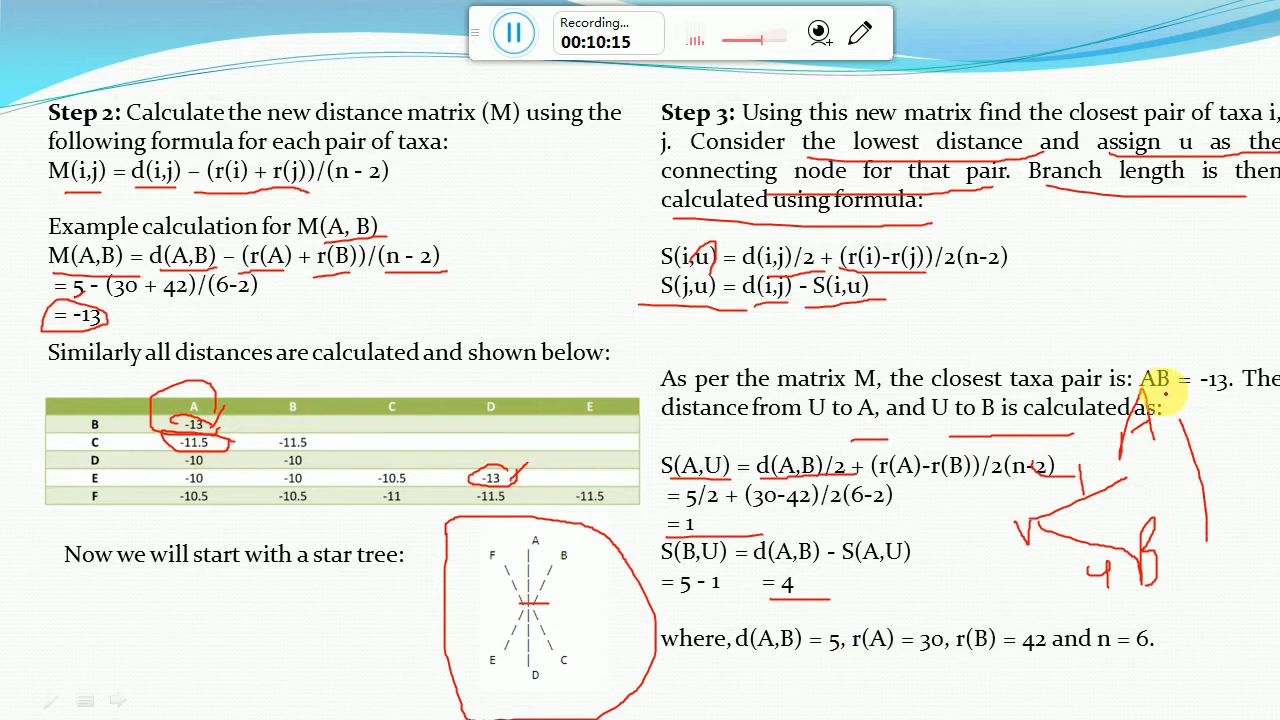 Recording...
00:10:15
Step 2: Calculate the new distance matrix (M) using the
following formula for each pair of taxa:
M(i,j) = d(i,j) – (r(i) + r(j))/(n - 2)
Example calculation for M(A, B)
M(A,B) = d(A,B) – (r(A) + r(B))/(n - 2)
= 5 - (30 + 42)/(6-2)
= -13
Similarly all distances are calculated and shown below:
A B C D E
B -13
C -11.5 -11.5
D -10 -10
E -10 -10 -10.5 -13
F -10.5 -10.5 -11 -11.5 -11.5
Now we will start with a star tree:
A
F B
E C
D
Step 3: Using this new matrix find the closest pair of taxa i,
j. Consider the lowest distance and assign u as the
connecting node for that pair. Branch length is then
calculated using formula:
S(i,u) = d(i,j)/2 + (r(i)-r(j))/2(n-2)
S(j,u) = d(i,j) - S(i,u)
As per the matrix M, the closest taxa pair is: AB = -13. The
distance from U to A, and U to B is calculated as:
S(A,U) = d(A,B)/2 + (r(A)-r(B))/2(n-2)
= 5/2 + (30-42)/2(6-2)
= 1
S(B,U) = d(A,B) - S(A,U)
= 5 - 1 = 4
where, d(A,B) = 5, r(A) = 30, r(B) = 42 and n = 6.
A
1
B
4